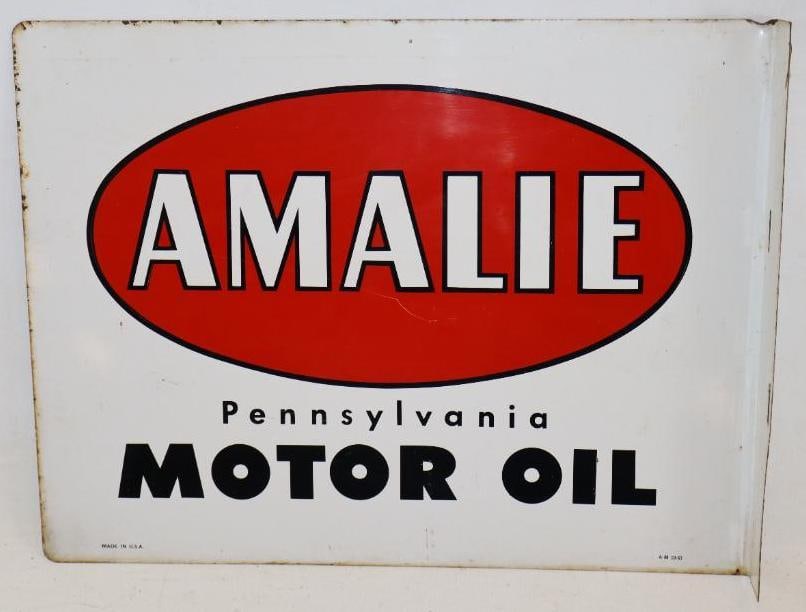 AMALIE
Pennsylvania
MOTOR OIL
MADE IN U.S.A.